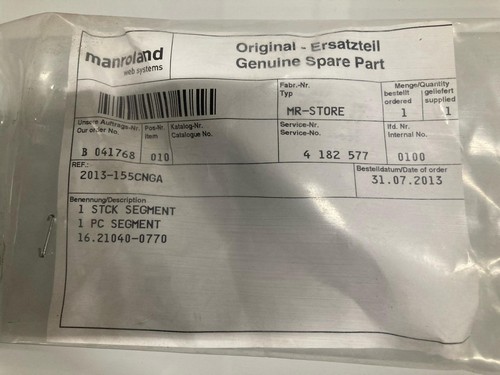 manroland
web systems
Original - Ersatzteil
Genuine Spare Part
Fabr.-Nr.
Typ
MR-STORE
Menge/Quantity
bestellt geliefert
ordered supplied
1 1
Unsere Auftrags-Nr.
Our order No.
B 041768
Pos-Nr.
item
010
Katalog-Nr.
Catalogue No.
Service-Nr.
Service-No.
4 182 577
lfd. Nr.
Internal No.
0100
REF.:
2013-155CNGA
Bestelldatum/Date of order
31.07.2013
Benennung/Description
1 STCK SEGMENT
1 PC SEGMENT
16.21040-0770